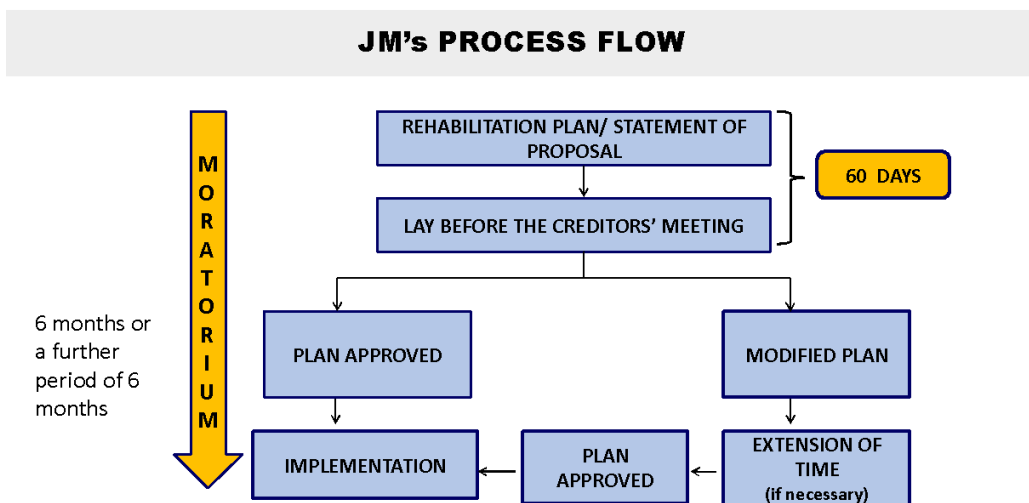 JM's PROCESS FLOW
REHABILITATION PLAN/ STATEMENT OF
PROPOSAL
60 DAYS
LAY BEFORE THE CREDITORS' MEETING
MORATORIUM
6 months or
a further
period of 6
months
PLAN APPROVED
MODIFIED PLAN
IMPLEMENTATION
PLAN
APPROVED
EXTENSION OF
TIME
(if necessary)